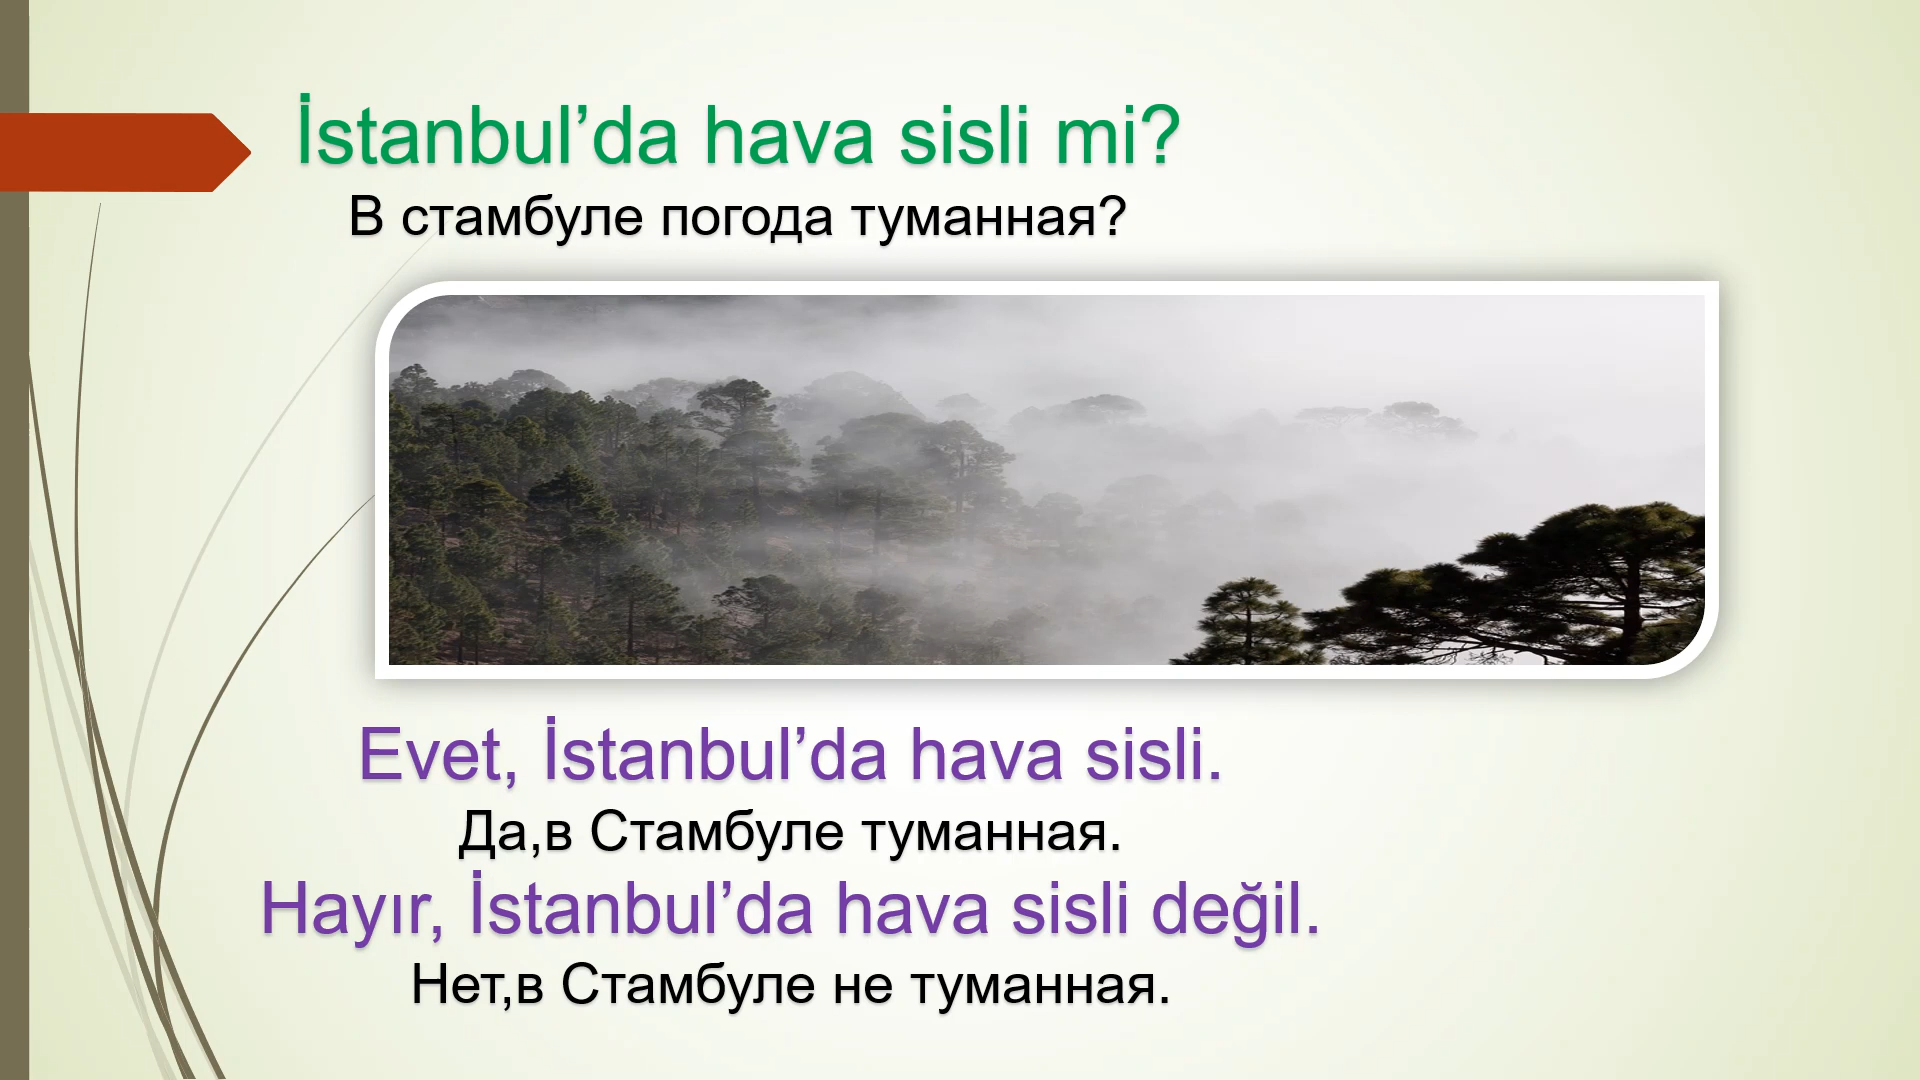 İstanbul’da hava sisli mi?
В стамбуле погода туманная?
Evet, İstanbul’da hava sisli.
Да,в Стамбуле туманная.
Hayır, İstanbul’da hava sisli değil.
Нет,в Стамбуле не туманная.